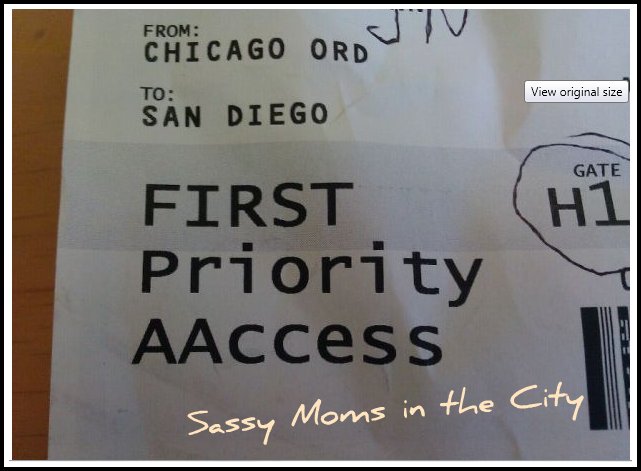 FROM:
CHICAGO ORD
TO:
SAN DIEGO
View original size
GATE
H1
FIRST
Priority
AAccess
Sassy Moms in the City